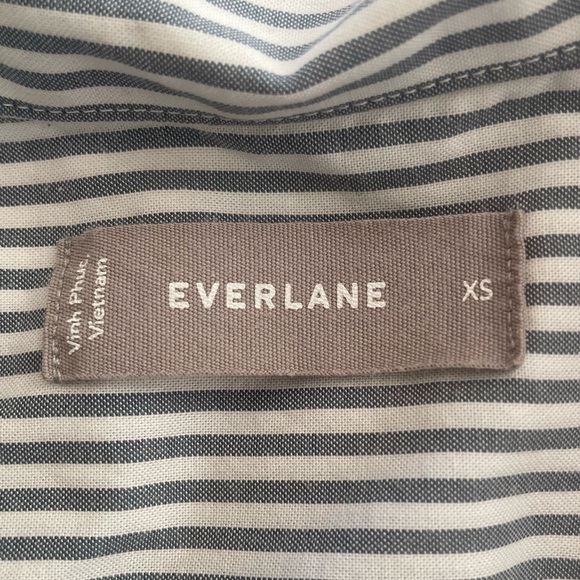 Vinh Phuc,
Vietnam
EVERLANE
XS